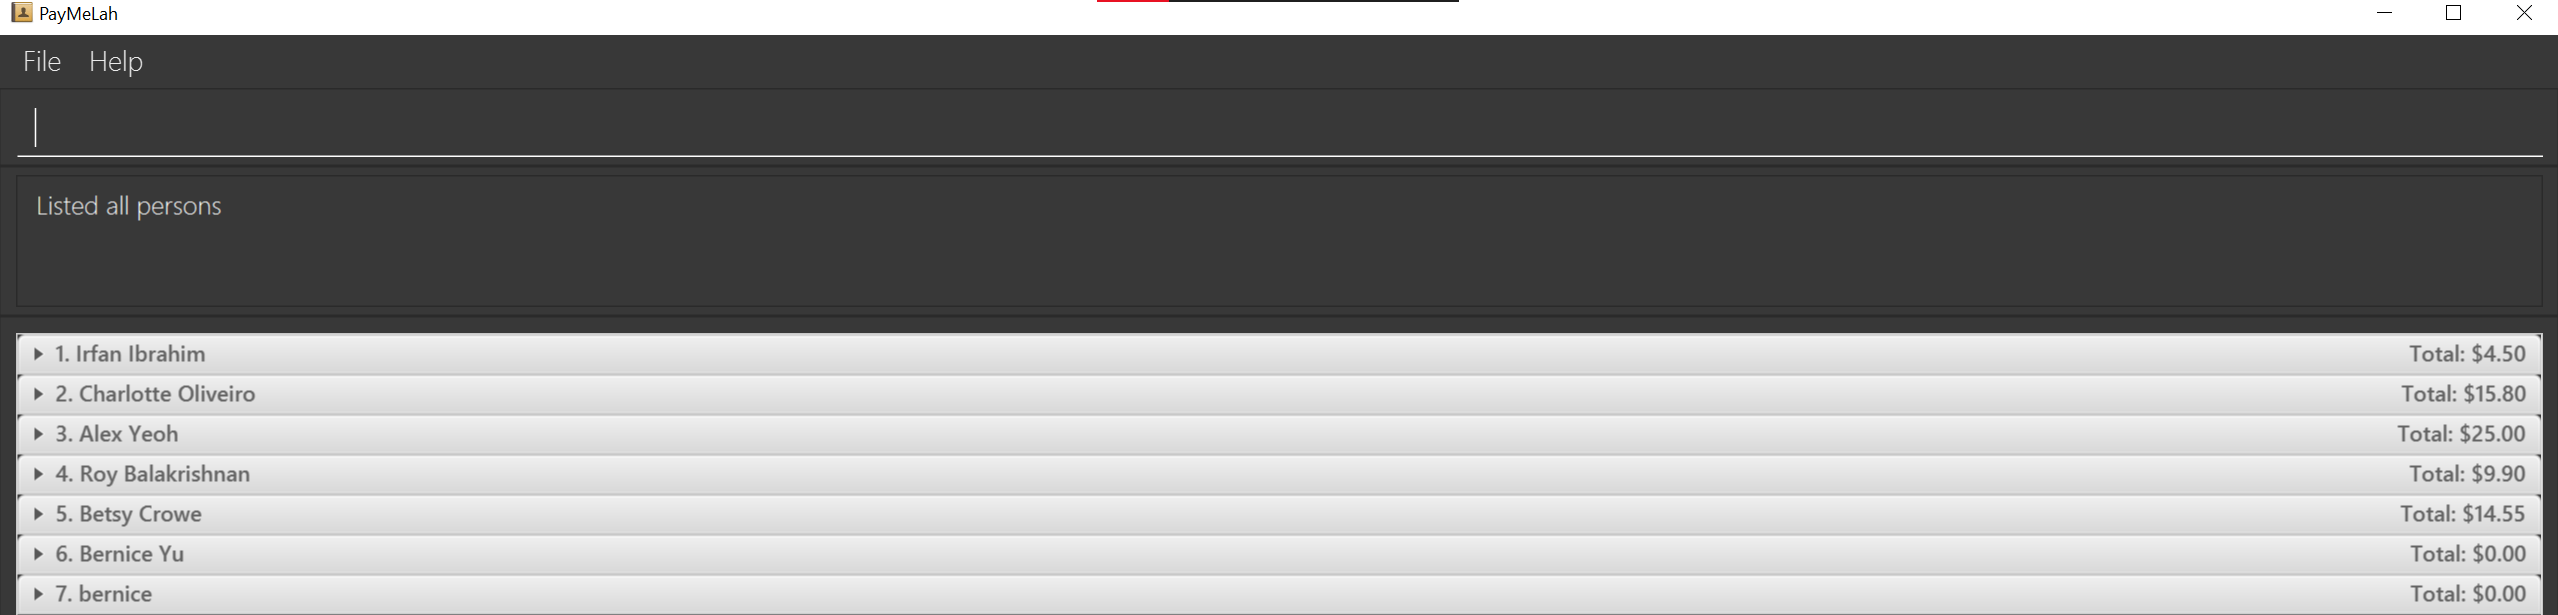 PayMeLah
File Help
Listed all persons
1. Irfan Ibrahim Total: $4.50
2. Charlotte Oliveiro Total: $15.80
3. Alex Yeoh Total: $25.00
4. Roy Balakrishnan Total: $9.90
5. Betsy Crowe Total: $14.55
6. Bernice Yu Total: $0.00
7. bernice Total: $0.00